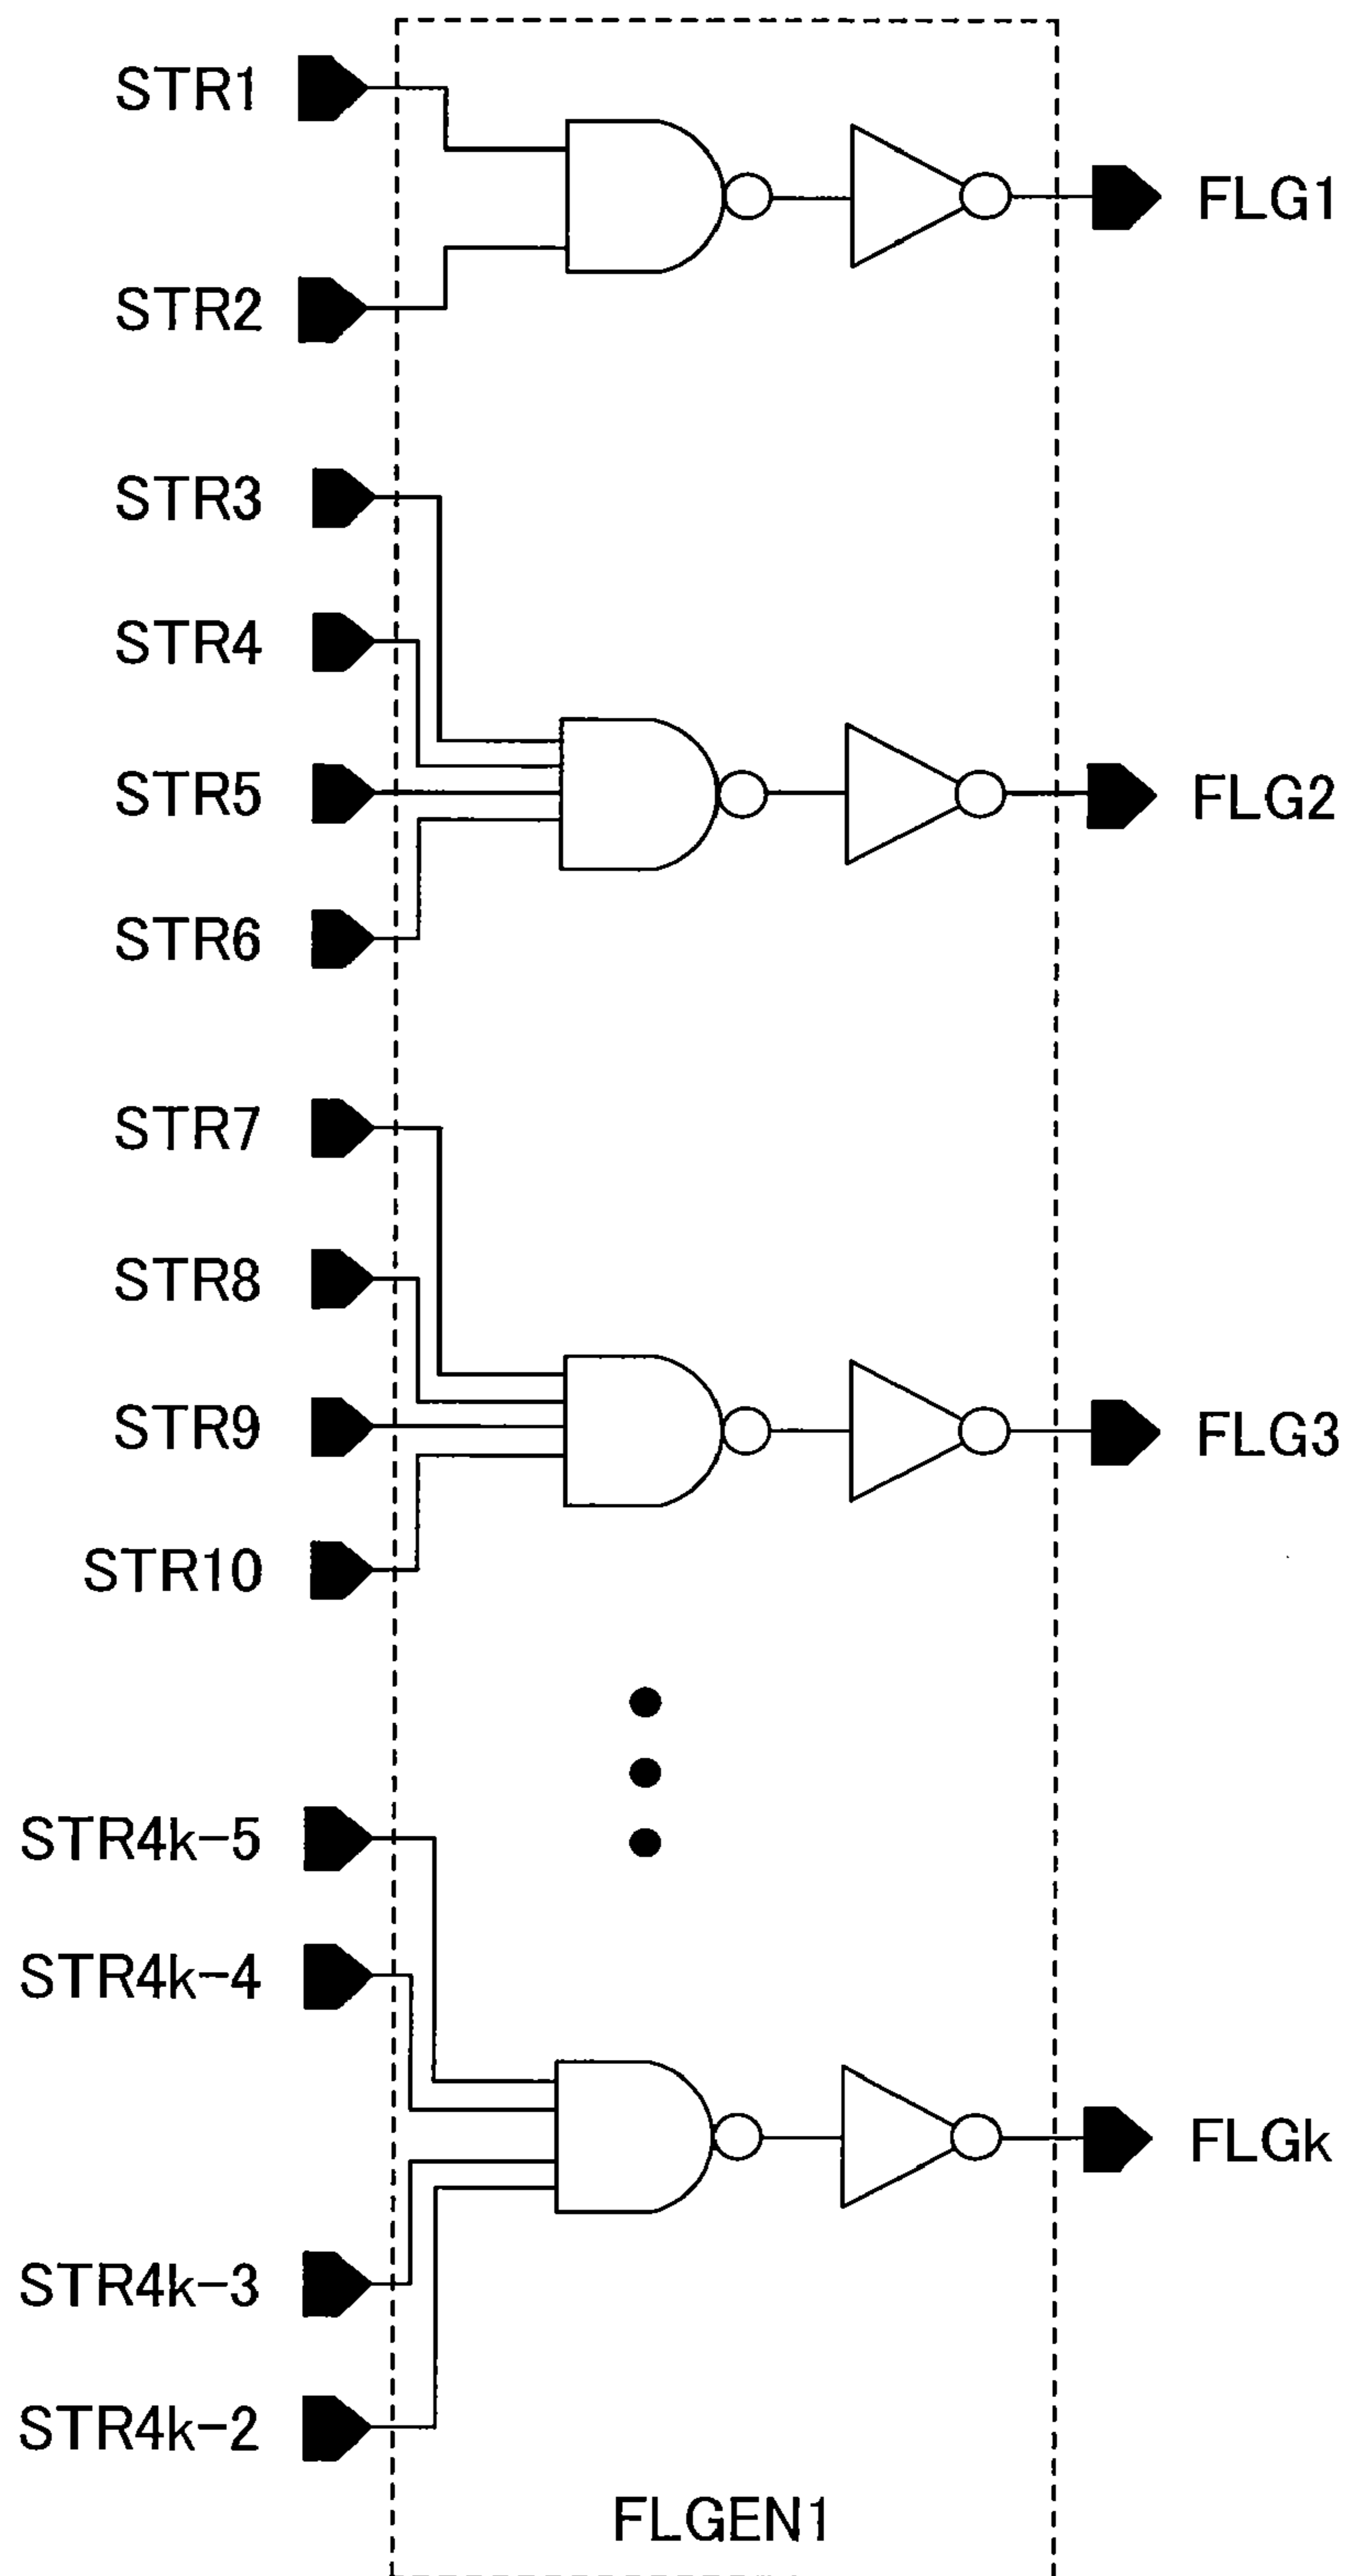 STR1
FLG1
STR2
STR3
STR4
STR5
FLG2
STR6
STR7
STR8
STR9
FLG3
STR10
STR4k-5
STR4k-4
FLGk
STR4k-3
STR4k-2
FLGEN1